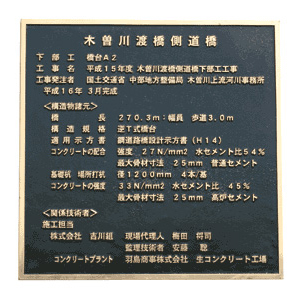 木曽川渡橋側道橋
下部工 橋台A2
工事名 平成15年度 木曽川渡橋側道橋下部工工事
工事発注者 国土交通省 中部地方整備局 木曽川上流河川事務所
平成16年 3月完成
<構造物諸元>
橋長 270.3m：幅員 歩道3.0m
構造規格 逆T式橋台
適用示方書 鋼道路橋設計示方書（H14）
コンクリートの配合 強度 27N/mm2 水セメント比54%
最大骨材寸法 25mm 普通セメント
基礎杭 場所打杭 径1200mm 4本/基
コンクリートの強度 33N/mm2 水セメント比 45%
最大骨材寸法 25mm 高炉セメント
<関係技術者>
施工担当
株式会社 吉川組 現場代理人 梅田 将司
監理技術者 安藤 聡
コンクリートプラント 羽島商事株式会社 生コンクリート工場